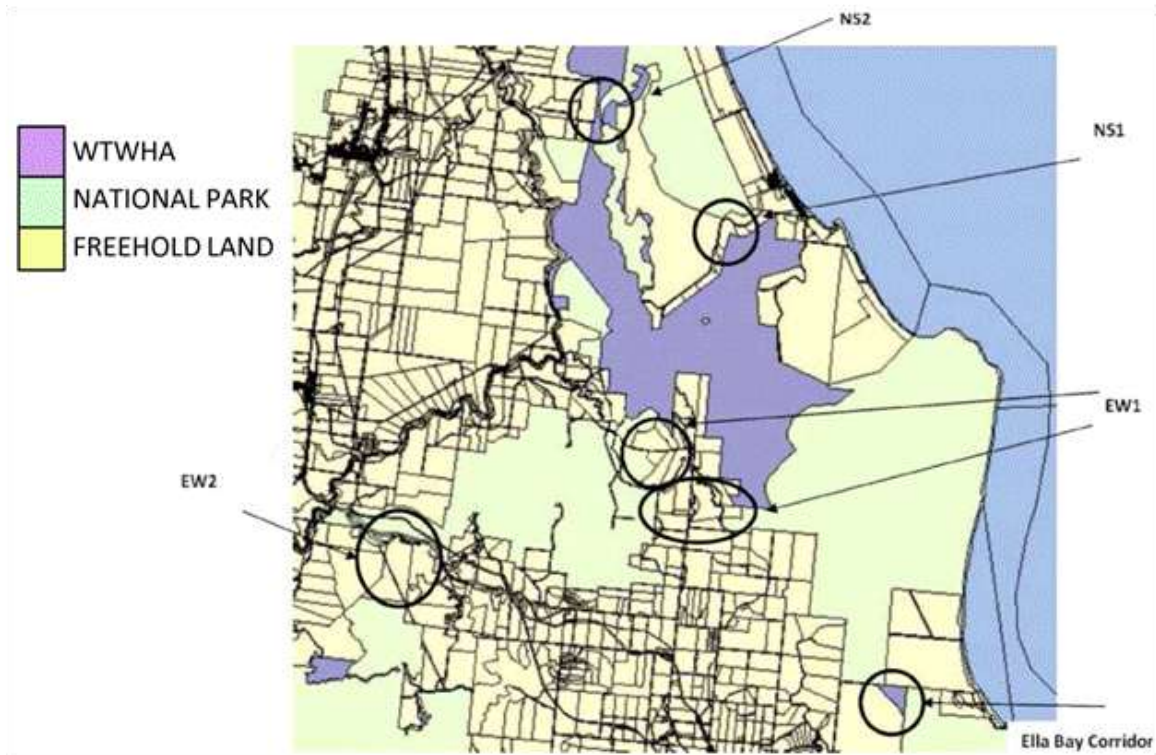 NS2
NS1
WTWHA
NATIONAL PARK
FREEHOLD LAND
EW1
EW2
Ella Bay Corridor